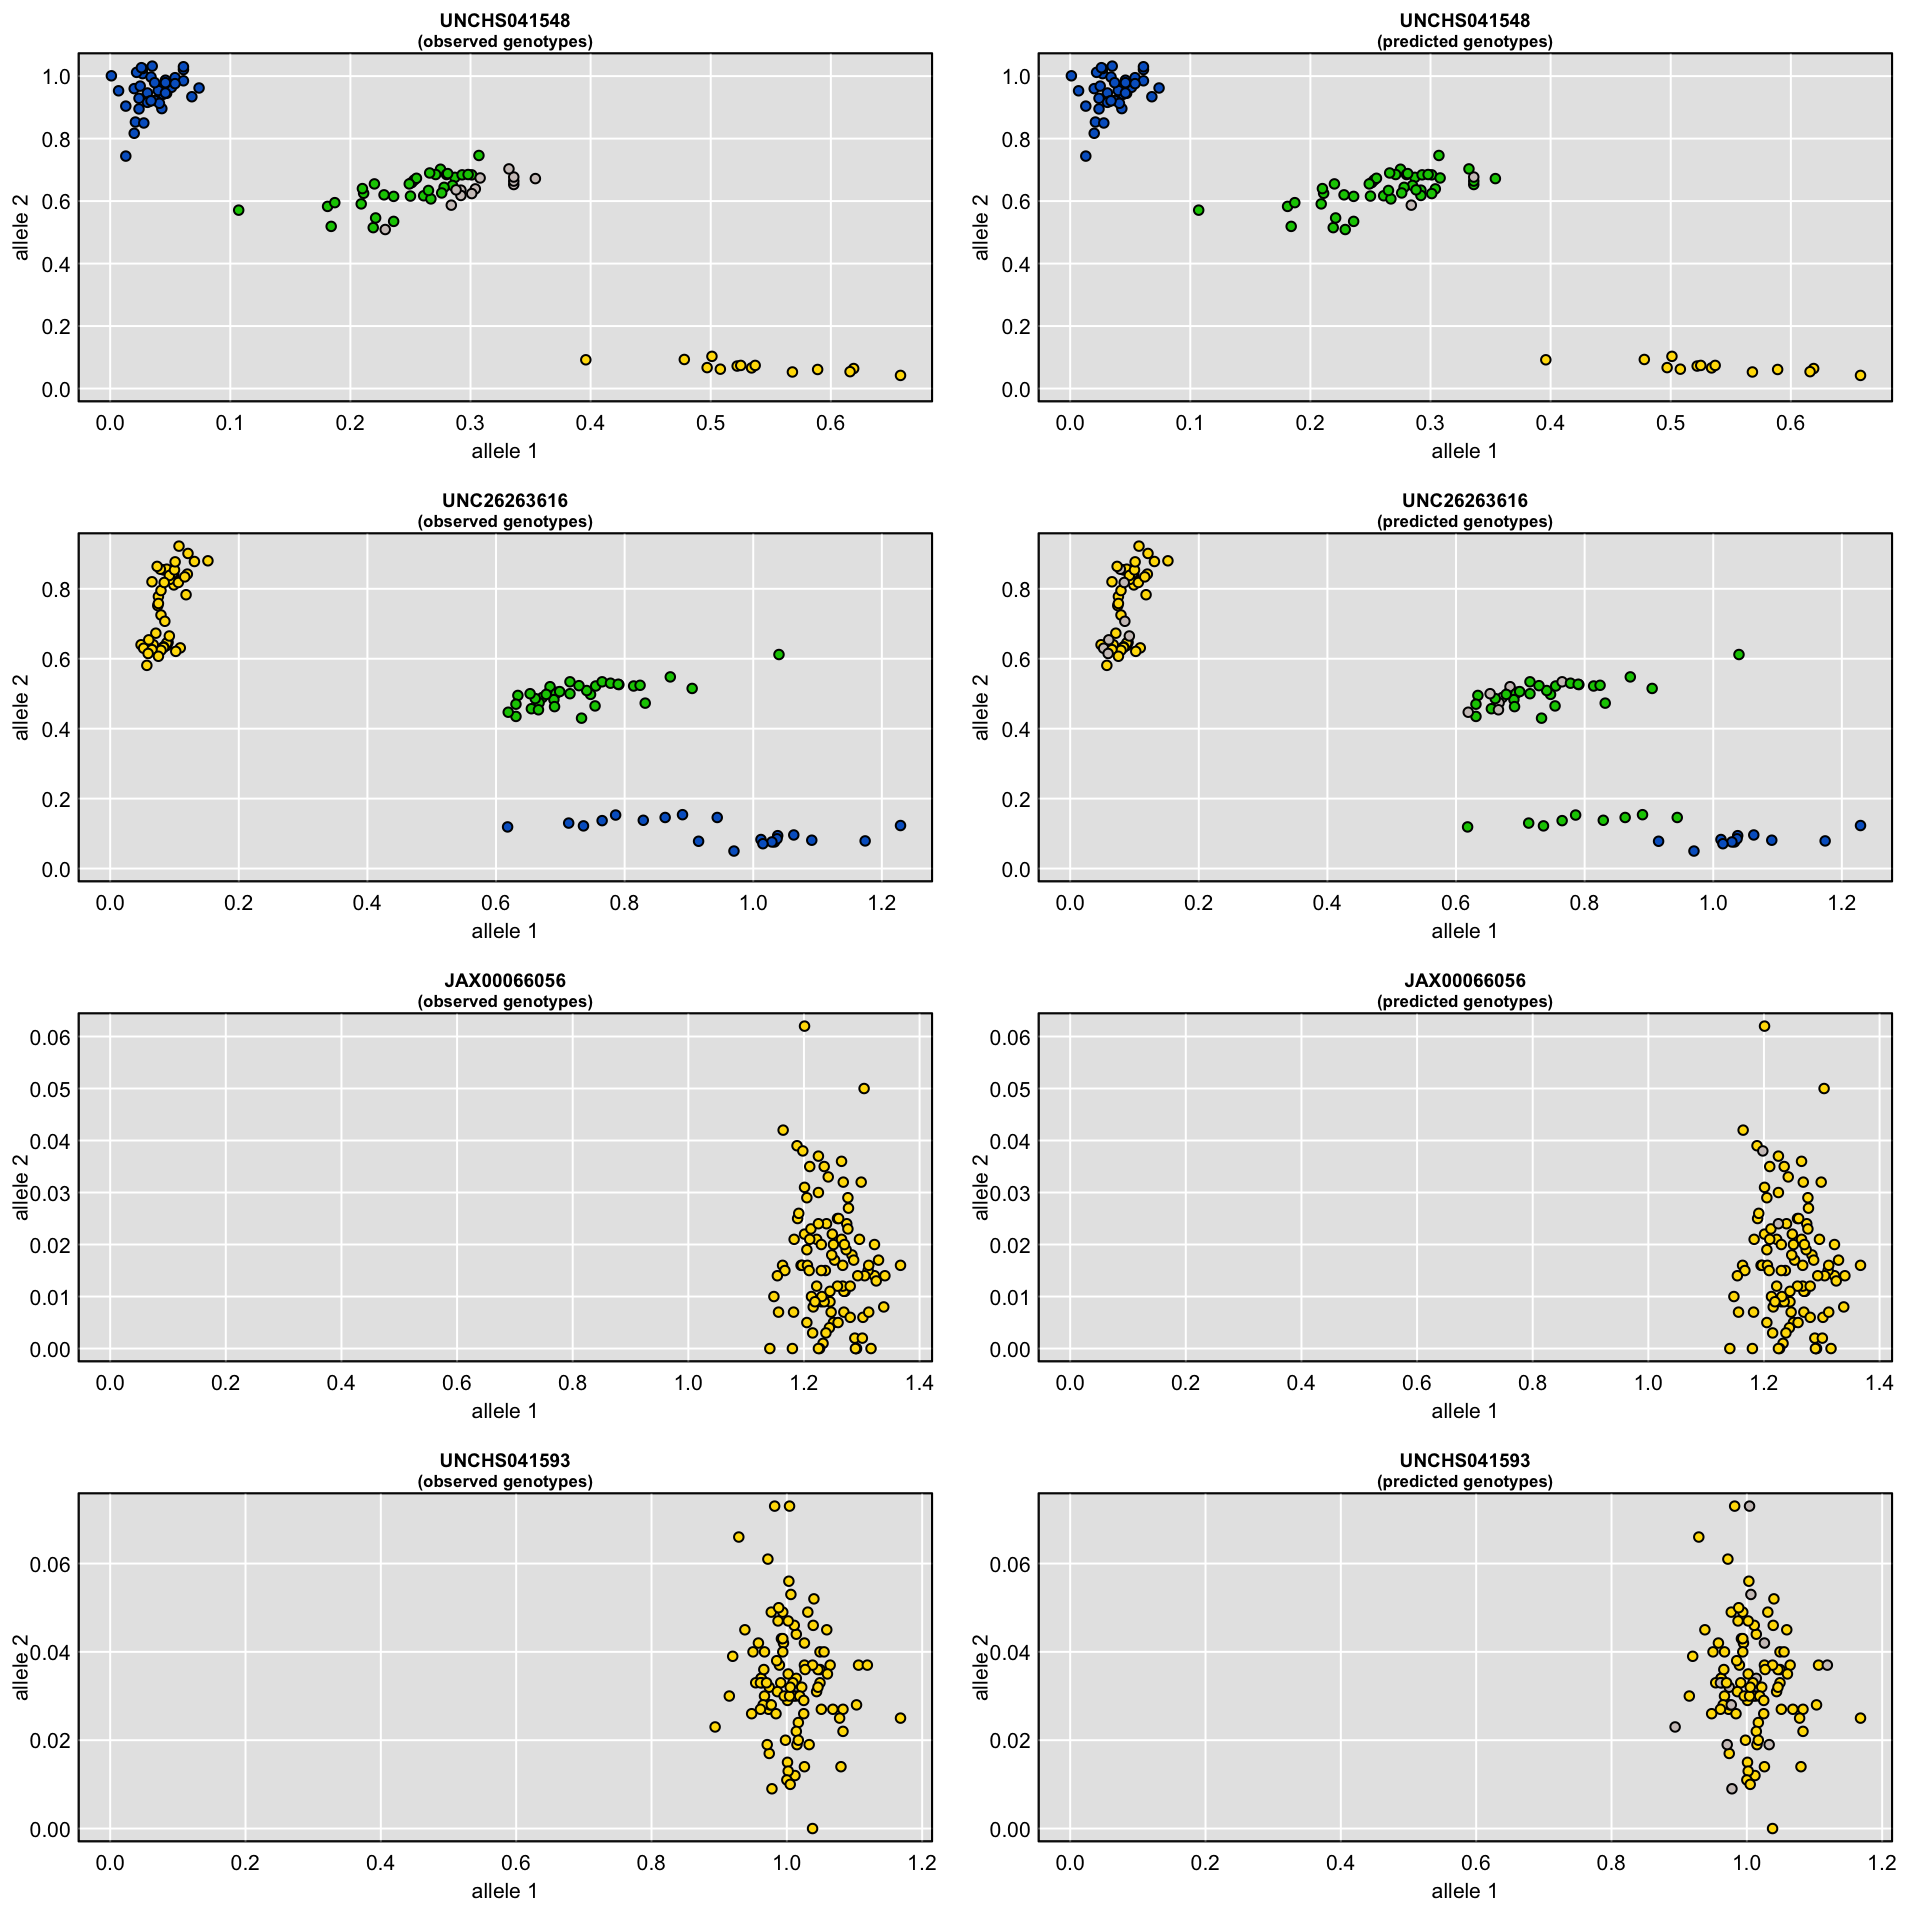 UNCHS041548
(observed genotypes)
1.0
0.8
0.6
0.4
0.2
0.0
allele 2
0.0 0.1 0.2 0.3 0.4 0.5 0.6
allele 1
UNCHS041548
(predicted genotypes)
1.0
0.8
0.6
0.4
0.2
0.0
allele 2
0.0 0.1 0.2 0.3 0.4 0.5 0.6
allele 1
UNC26263616
(observed genotypes)
0.8
0.6
0.4
0.2
0.0
allele 2
0.0 0.2 0.4 0.6 0.8 1.0 1.2
allele 1
UNC26263616
(predicted genotypes)
0.8
0.6
0.4
0.2
0.0
allele 2
0.0 0.2 0.4 0.6 0.8 1.0 1.2
allele 1
JAX00066056
(observed genotypes)
0.06
0.05
0.04
0.03
0.02
0.01
0.00
allele 2
0.0 0.2 0.4 0.6 0.8 1.0 1.2 1.4
allele 1
JAX00066056
(predicted genotypes)
0.06
0.05
0.04
0.03
0.02
0.01
0.00
allele 2
0.0 0.2 0.4 0.6 0.8 1.0 1.2 1.4
allele 1
UNCHS041593
(observed genotypes)
0.06
0.04
0.02
0.00
allele 2
0.0 0.2 0.4 0.6 0.8 1.0 1.2
allele 1
UNCHS041593
(predicted genotypes)
0.06
0.04
0.02
0.00
allele 2
0.0 0.2 0.4 0.6 0.8 1.0 1.2
allele 1